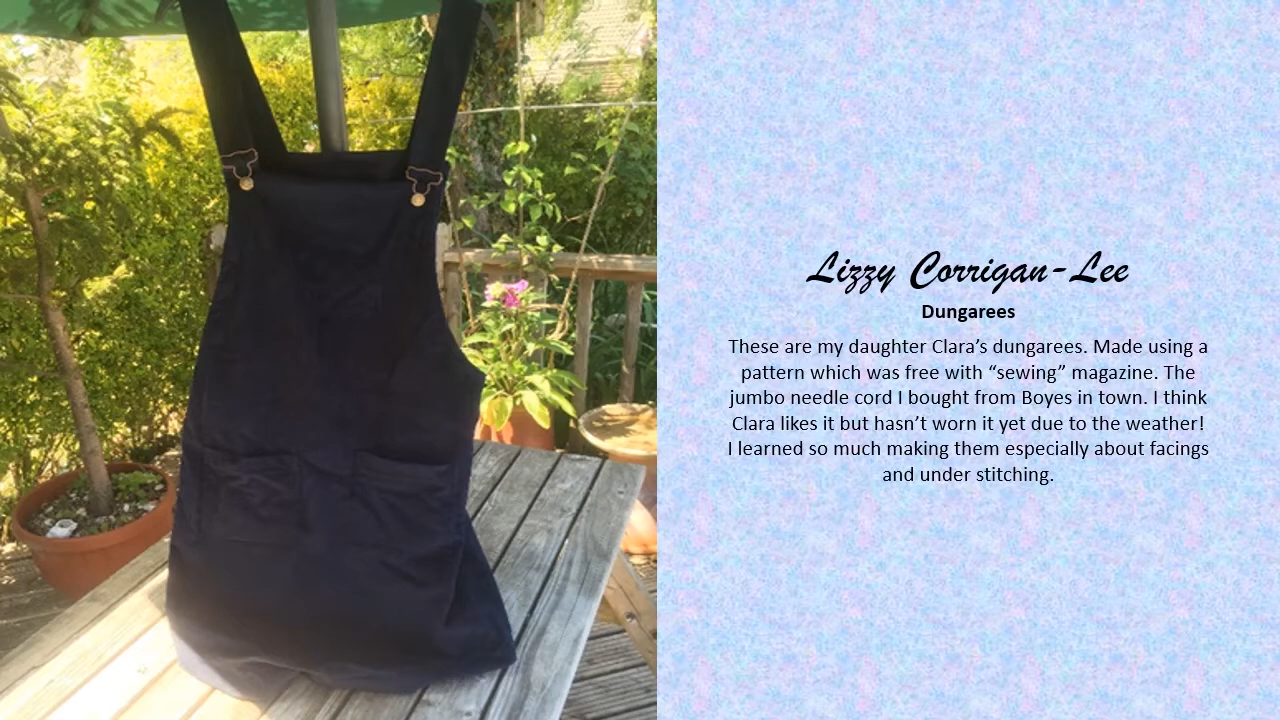 Lizzy Corrigan-Lee
Dungarees
These are my daughter Clara’s dungarees. Made using a
pattern which was free with “sewing” magazine. The
jumbo needle cord I bought from Boyes in town. I think
Clara likes it but hasn’t worn it yet due to the weather!
I learned so much making them especially about facings
and under stitching.